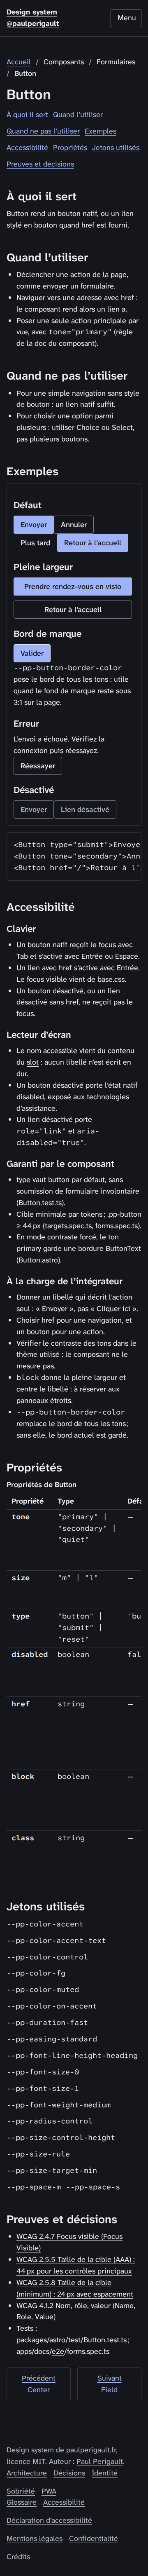 Design system
@paulperigault
Menu
Accueil / Composants / Formulaires
/ Button
Button
À quoi il sert Quand l'utiliser
Quand ne pas l'utiliser Exemples
Accessibilité Propriétés Jetons utilisés
Preuves et décisions
À quoi il sert
Button rend un bouton natif, ou un lien
stylé en bouton quand href est fourni.
Quand l'utiliser
Déclencher une action de la page,
comme envoyer un formulaire.
Naviguer vers une adresse avec href :
le composant rend alors un lien a.
Poser une seule action principale par
vue, avec tone="primary" (règle
de la doc du composant).
Quand ne pas l'utiliser
Pour une simple navigation sans style
de bouton : un lien natif suffit.
Pour choisir une option parmi
plusieurs : utiliser Choice ou Select,
pas plusieurs boutons.
Exemples
Défaut
Envoyer Annuler
Plus tard Retour à l'accueil
Pleine largeur
Prendre rendez-vous en visio
Retour à l'accueil
Bord de marque
Valider
--pp-button-border-color
pose le bord de tous les tons : utile
quand le fond de marque reste sous
3:1 sur la page.
Erreur
L'envoi a échoué. Vérifiez la
connexion puis réessayez.
Réessayer
Désactivé
Envoyer Lien désactivé
<Button type="submit">Envoye
<Button tone="secondary">Ann
<Button href="/">Retour à l'
Accessibilité
Clavier
Un bouton natif reçoit le focus avec
Tab et s'active avec Entrée ou Espace.
Un lien avec href s'active avec Entrée.
Le focus visible vient de base.css.
Un bouton désactivé, ou un lien
désactivé sans href, ne reçoit pas le
focus.
Lecteur d'écran
Le nom accessible vient du contenu
du slot : aucun libellé n'est écrit en
dur.
Un bouton désactivé porte l'état natif
disabled, exposé aux technologies
d'assistance.
Un lien désactivé porte
role="link" et aria-
disabled="true".
Garanti par le composant
type vaut button par défaut, sans
soumission de formulaire involontaire
(Button.test.ts).
Cible minimale par tokens ; .pp-button
≥ 44 px (targets.spec.ts, forms.spec.ts).
En mode contraste forcé, le ton
primary garde une bordure ButtonText
(Button.astro).
À la charge de l'intégrateur
Donner un libellé qui décrit l'action
seul : « Envoyer », pas « Cliquer ici ».
Choisir href pour une navigation, et
un bouton pour une action.
Vérifier le contraste des tons dans le
thème utilisé : le composant ne le
mesure pas.
block donne la pleine largeur et
centre le libellé : à réserver aux
panneaux étroits.
--pp-button-border-color
remplace le bord de tous les tons ;
sans elle, le bord actuel est gardé.
Propriétés
Propriétés de Button
Propriété Type Défa
tone "primary" | —
"secondary" |
"quiet"
size "m" | "l" —
type "button" | 'bu
"submit" |
"reset"
disabled boolean fal
href string —
block boolean —
class string —
Jetons utilisés
--pp-color-accent
--pp-color-accent-text
--pp-color-control
--pp-color-fg
--pp-color-muted
--pp-color-on-accent
--pp-duration-fast
--pp-easing-standard
--pp-font-line-height-heading
--pp-font-size-0
--pp-font-size-1
--pp-font-weight-medium
--pp-radius-control
--pp-size-control-height
--pp-size-rule
--pp-size-target-min
--pp-space-m --pp-space-s
Preuves et décisions
WCAG 2.4.7 Focus visible (Focus
Visible)
WCAG 2.5.5 Taille de la cible (AAA) :
44 px pour les contrôles principaux
WCAG 2.5.8 Taille de la cible
(minimum) : 24 px avec espacement
WCAG 4.1.2 Nom, rôle, valeur (Name,
Role, Value)
Tests :
packages/astro/test/Button.test.ts ;
apps/docs/e2e/forms.spec.ts
Précédent
Center
Suivant
Field
Design system de paulperigault.fr,
licence MIT. Auteur : Paul Perigault.
Architecture Décisions Identité
Sobriété PWA
Glossaire Accessibilité
Déclaration d'accessibilité
Mentions légales Confidentialité
Crédits